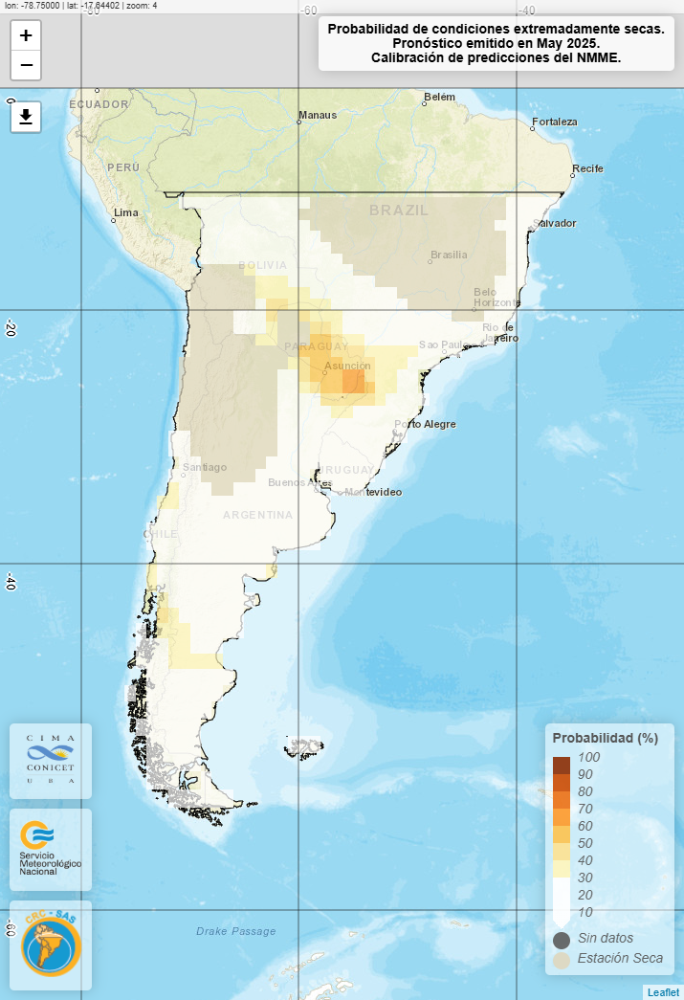 lon: -78.75000 | lat: -17.64402 | zoom: 4
-80
-60
-40
+
−
Probabilidad de condiciones extremadamente secas.
Pronóstico emitido en May 2025.
Calibración de predicciones del NMME.
0
ECUADOR
Belém
Manaus
Fortaleza
PERÚ
Recife
Lima
BRAZIL
Salvador
Brasília
BOLIVIA
Belo
Horizonte
-20
Rio de
Janeiro
PARAGUAY
Sao Paulo
Asunción
Porto Alegre
Santiago
URUGUAY
Buenos Aires
Montevideo
ARGENTINA
CHILE
-40
CIMA
CONICET
UBA
Servicio
Meteorológico
Nacional
CRC - SAS
-60
Drake Passage
Probabilidad (%)
100
90
80
70
60
50
40
30
20
10
Sin datos
Estación Seca
Leaflet